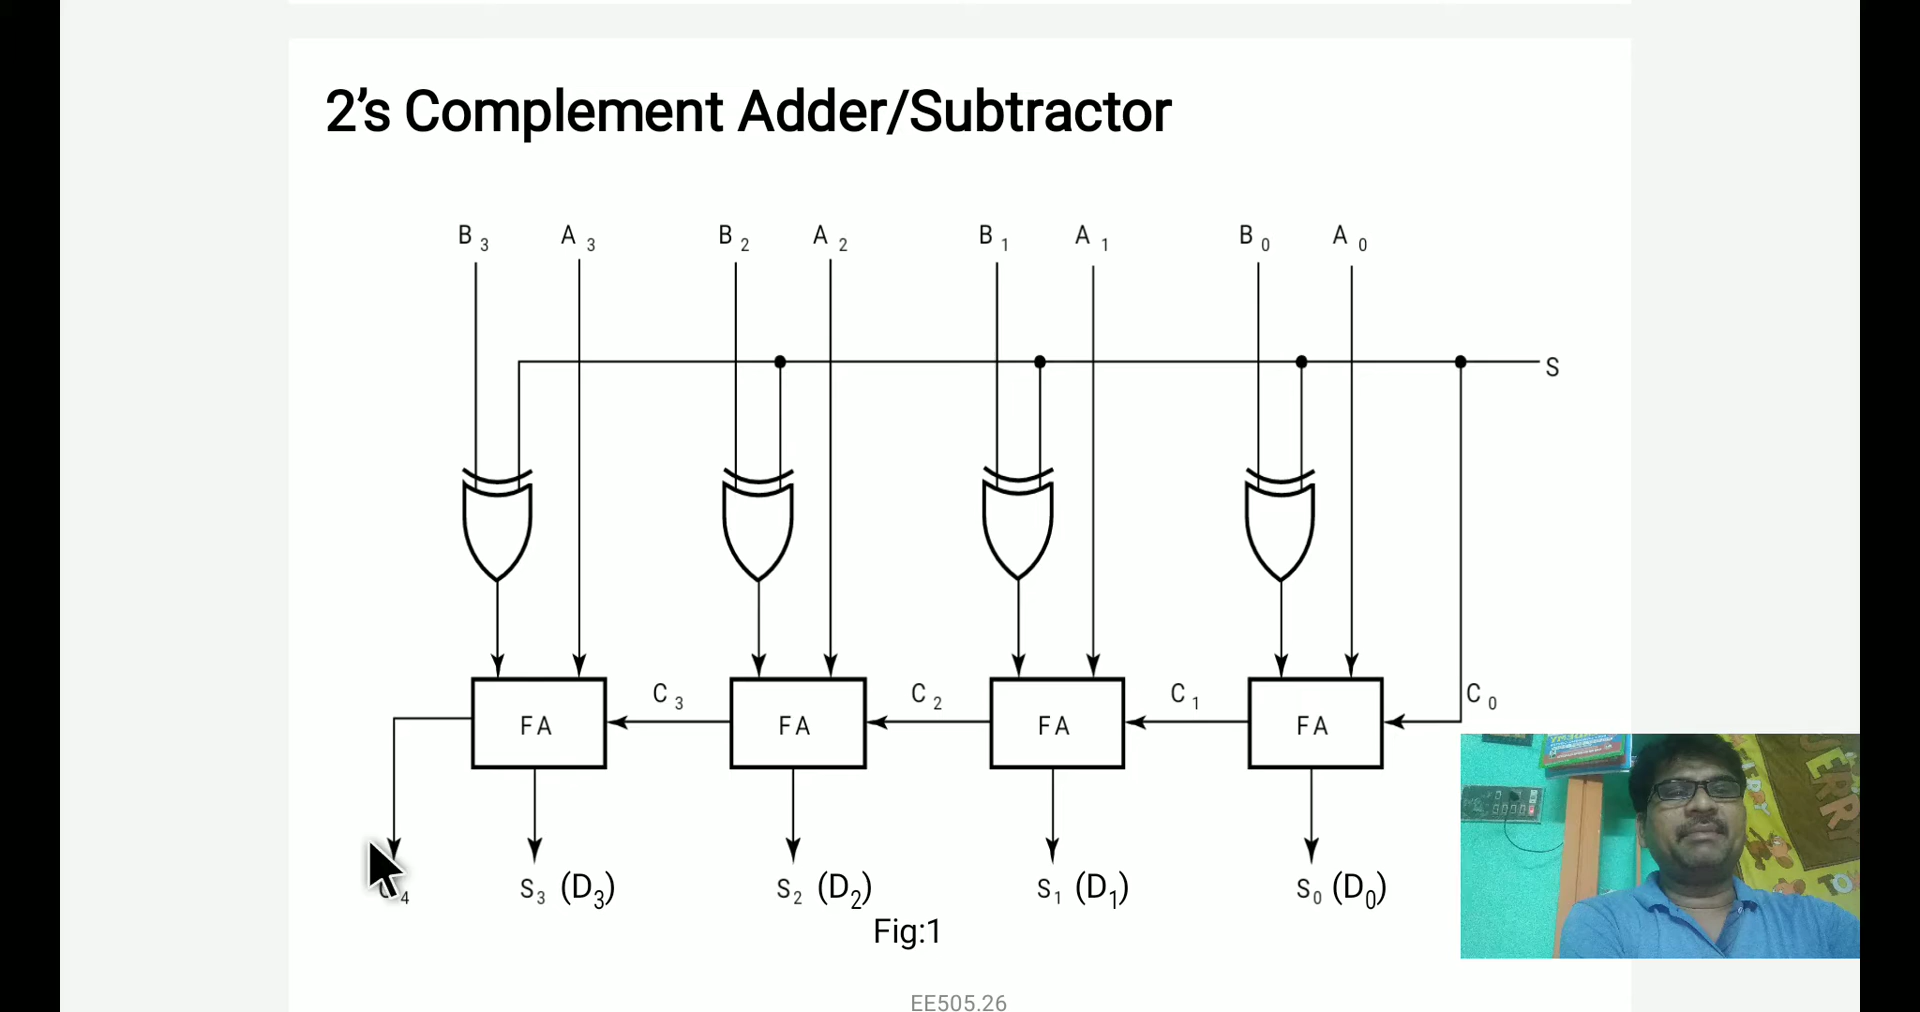 2's Complement Adder/Subtractor
B3 A3 B2 A2 B1 A1 B0 A0
S
C3 C2 C1 C0
FA FA FA FA
4 S3 (D3) S2 (D2) S1 (D1) S0 (D0)
Fig:1
EE505.26